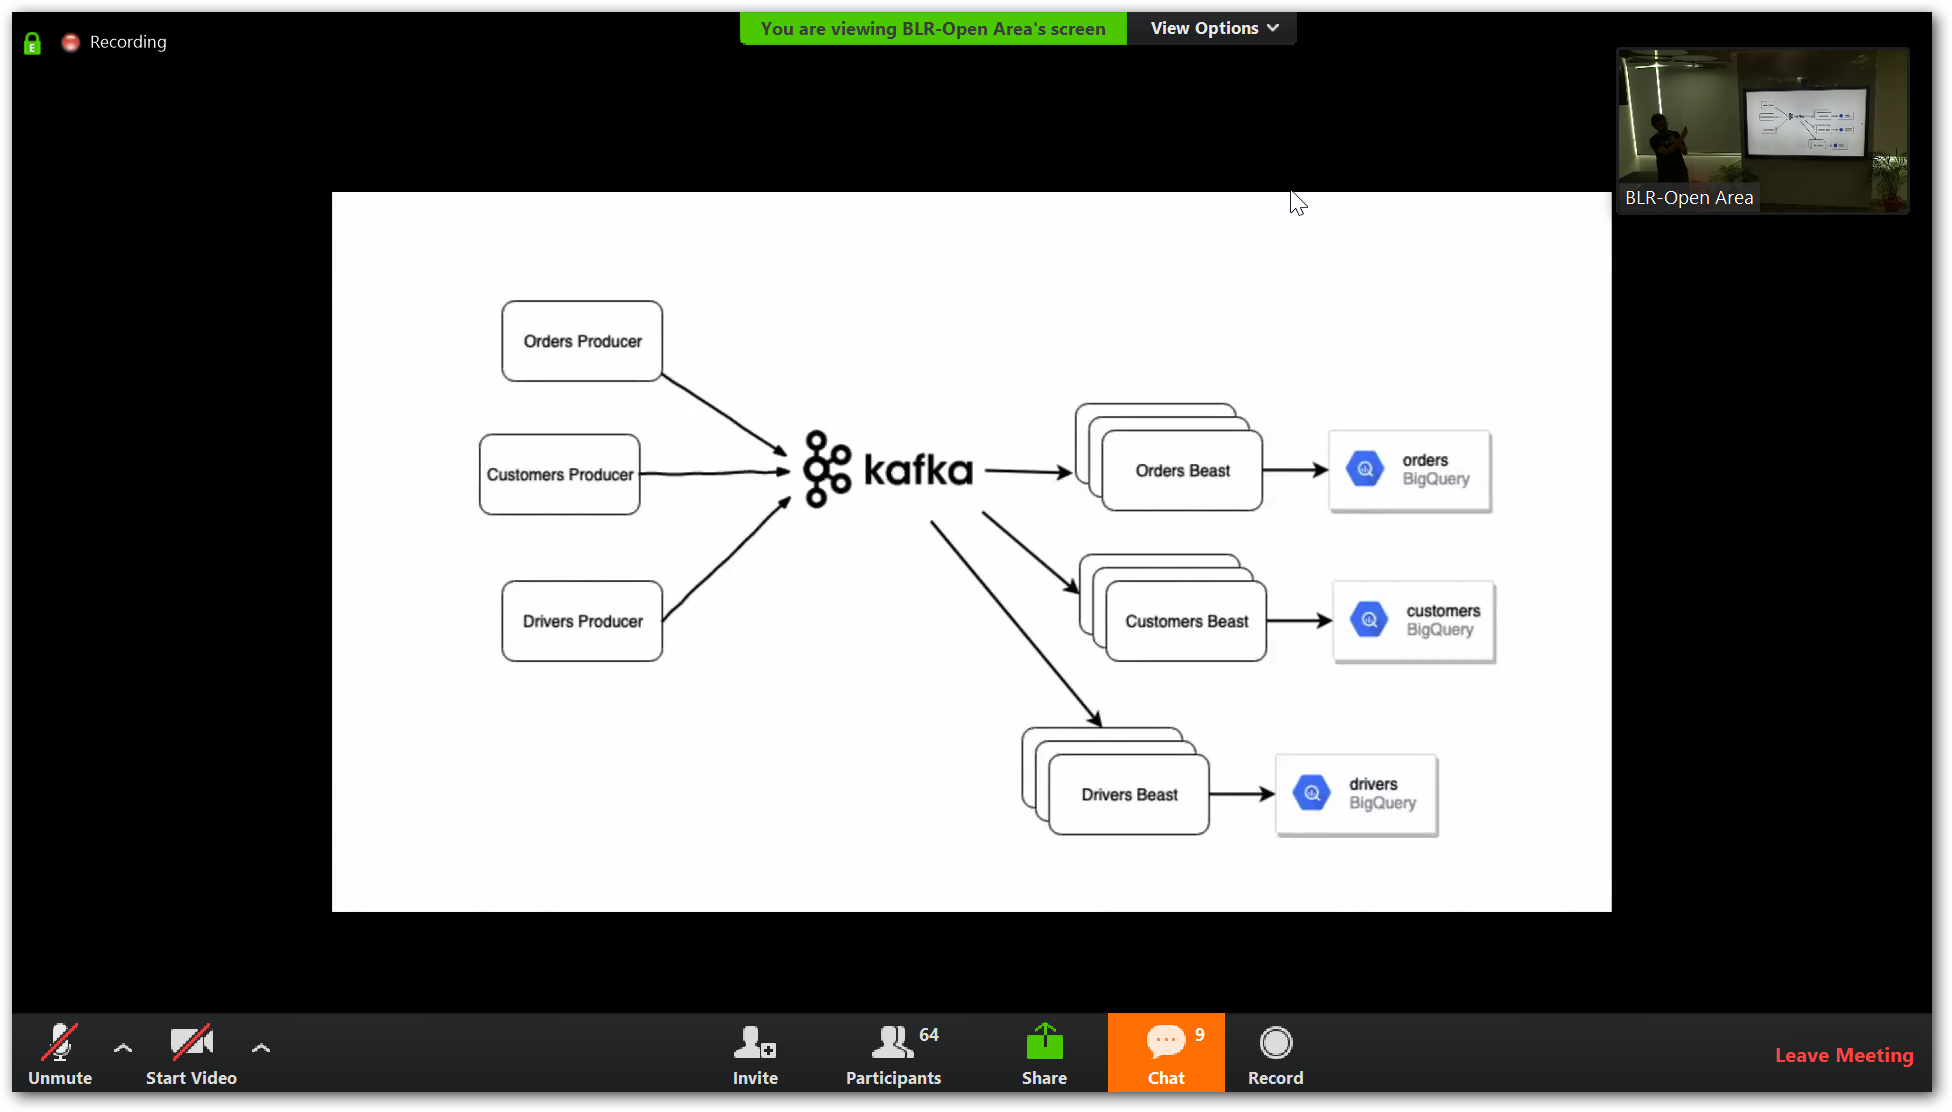 Recording
You are viewing BLR-Open Area's screen
View Options
BLR-Open Area
Orders Producer
Customers Producer
Drivers Producer
kafka
Orders Beast
orders
BigQuery
Customers Beast
customers
BigQuery
Drivers Beast
drivers
BigQuery
Unmute
Start Video
Invite
64
Participants
Share
9
Chat
Record
Leave Meeting